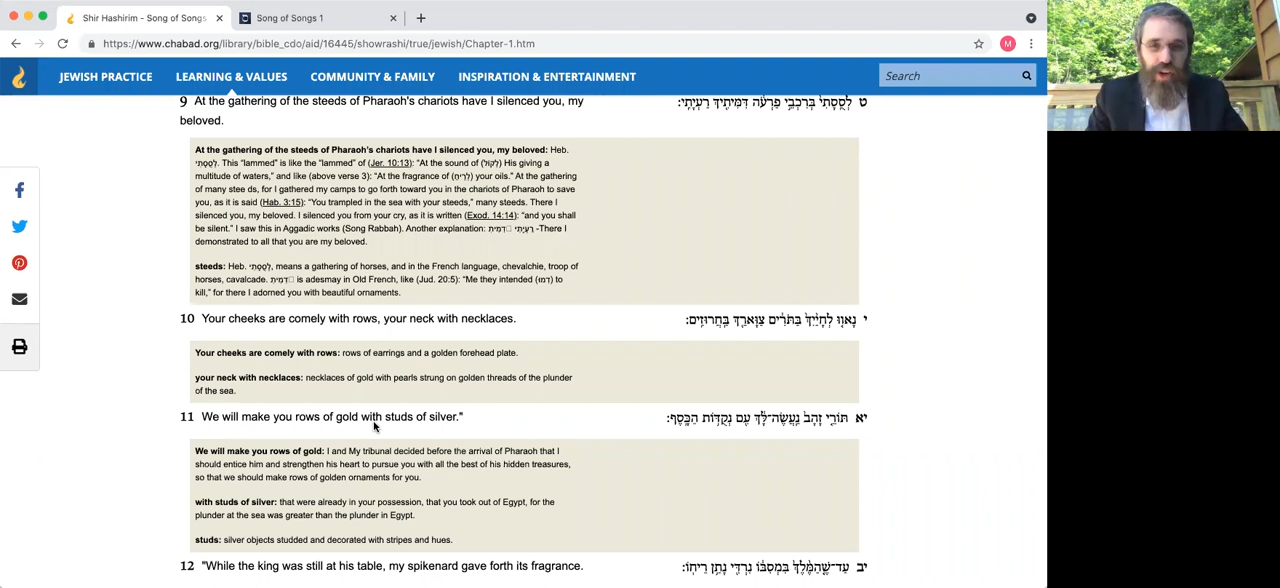 Shir Hashirim - Song of Songs
Song of Songs 1
https://www.chabad.org/library/bible_cdo/aid/16445/showrashi/true/jewish/Chapter-1.htm
M
JEWISH PRACTICE LEARNING & VALUES COMMUNITY & FAMILY INSPIRATION & ENTERTAINMENT Search
9 At the gathering of the steeds of Pharaoh's chariots have I silenced you, my
beloved.
ט לְסֻסָתִי בְּרִכְבֵי פַרְעֹה דִּמִּיתִיךְ רַעְיָתִי:
At the gathering of the steeds of Pharaoh's chariots have I silenced you, my beloved: Heb.
לְסֻסָתִי. This "lammed" is like the "lammed" of (Jer. 10:13): "At the sound of (לְקוֹל) His giving a
multitude of waters," and like (above verse 3): "At the fragrance of (לְרֵיחַ) your oils." At the gathering
of many stee ds, for I gathered my camps to go forth toward you in the chariots of Pharaoh to save
you, as it is said (Hab. 3:15): "You trampled in the sea with your steeds," many steeds. There I
silenced you, my beloved. I silenced you from your cry, as it is written (Exod. 14:14): "and you shall
be silent." I saw this in Aggadic works (Song Rabbah). Another explanation: רַעְיָתִי דִמִּית -There I
demonstrated to all that you are my beloved.
steeds: Heb. לְסֻסָתִי, means a gathering of horses, and in the French language, chevalchie, troop of
horses, cavalcade. דִמִּית is adesmay in Old French, like (Jud. 20:5): "Me they intended (דִמּוּ) to
kill," for there I adorned you with beautiful ornaments.
10 Your cheeks are comely with rows, your neck with necklaces.
י נָאווּ לְחָיַיִךְ בַּתֹּרִים צַוָּארֵךְ בַּחֲרוּזִים:
Your cheeks are comely with rows: rows of earrings and a golden forehead plate.
your neck with necklaces: necklaces of gold with pearls strung on golden threads of the plunder
of the sea.
11 We will make you rows of gold with studs of silver."
יא תּוֹרֵי זָהָב נַעֲשֶׂה־לָּךְ עִם נְקֻדּוֹת הַכָּסֶף:
We will make you rows of gold: I and My tribunal decided before the arrival of Pharaoh that I
should entice him and strengthen his heart to pursue you with all the best of his hidden treasures,
so that we should make rows of golden ornaments for you.
with studs of silver: that were already in your possession, that you took out of Egypt, for the
plunder at the sea was greater than the plunder in Egypt.
studs: silver objects studded and decorated with stripes and hues.
12 "While the king was still at his table, my spikenard gave forth its fragrance.
יב עַד־שֶׁהַמֶּלֶךְ בִּמְסִבּוֹ נִרְדִּי נָתַן רֵיחוֹ: